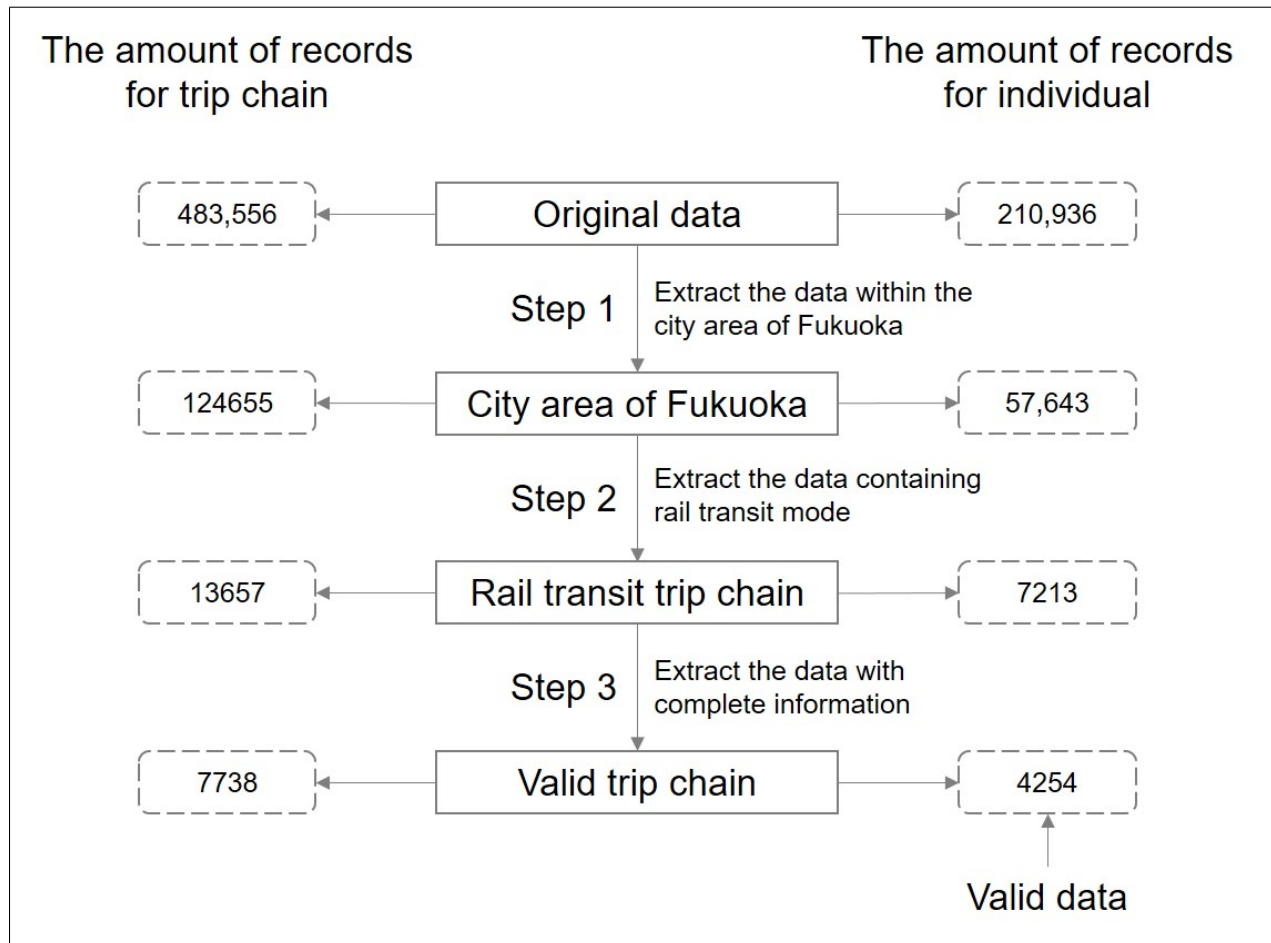 The amount of records
for trip chain
The amount of records
for individual
483,556
Original data
210,936
Step 1
Extract the data within the
city area of Fukuoka
124655
City area of Fukuoka
57,643
Step 2
Extract the data containing
rail transit mode
13657
Rail transit trip chain
7213
Step 3
Extract the data with
complete information
7738
Valid trip chain
4254
Valid data